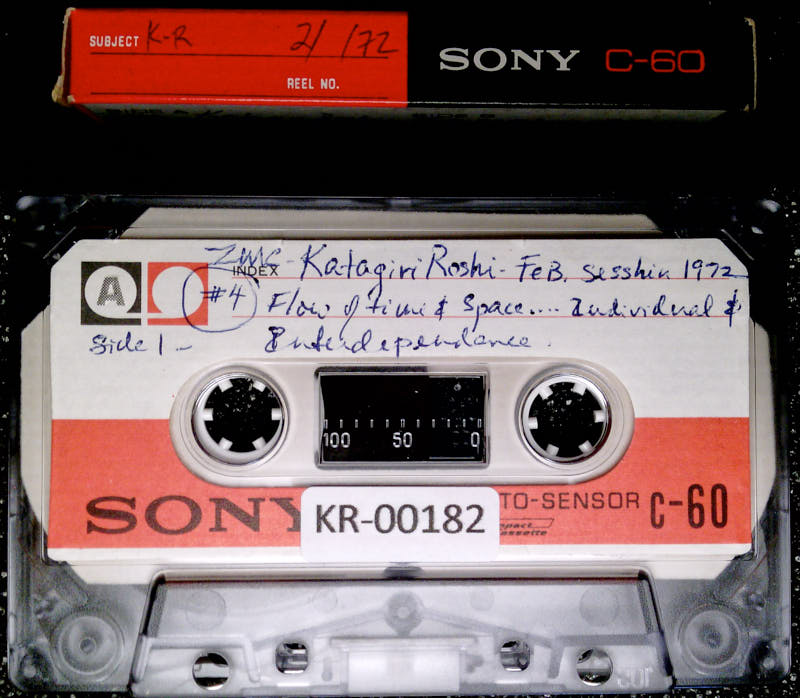 SUBJECT K-R 2/ /72
REEL NO.
SONY C-60
ZMC - Katagiri Roshi - FeB. Sesshin 1972
INDEX
A #4 Flow of time & Space.... Individual &
Side 1 - Interdependence.
100 50 0
SONY TO-SENSOR C-60
KR-00182